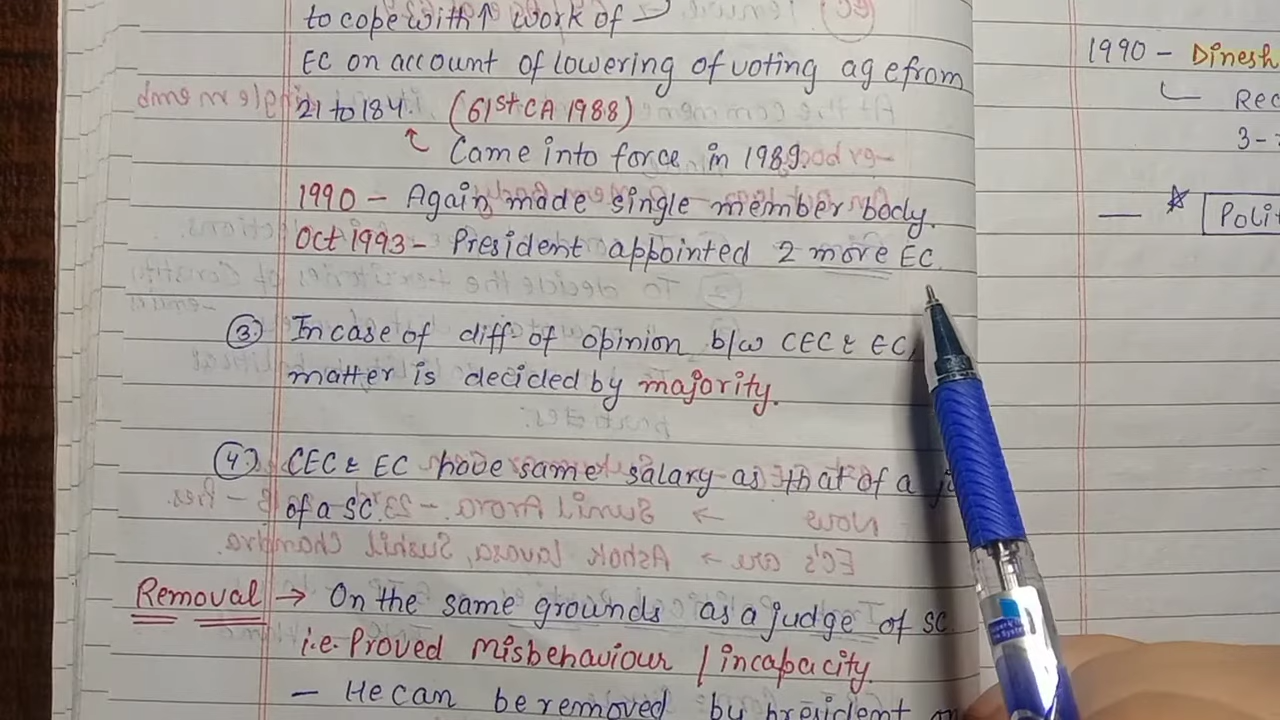 to cope with ↑ work of →
EC on account of lowering of voting age from
21 to 18 y. (61st CA 1988)
Came into force in 1989.
1990 - Again made single member body.
Oct 1993 - President appointed 2 more EC.
③ In case of diff. of opinion b/w CEC & EC,
matter is decided by majority.
④ CEC & EC have same salary as that of a
of a SC.
Removal → On the same grounds as a judge of SC
i.e. Proved misbehaviour / incapacity.
- He can be removed by president on
1990 - Dinesh
Rec
3-
Poli